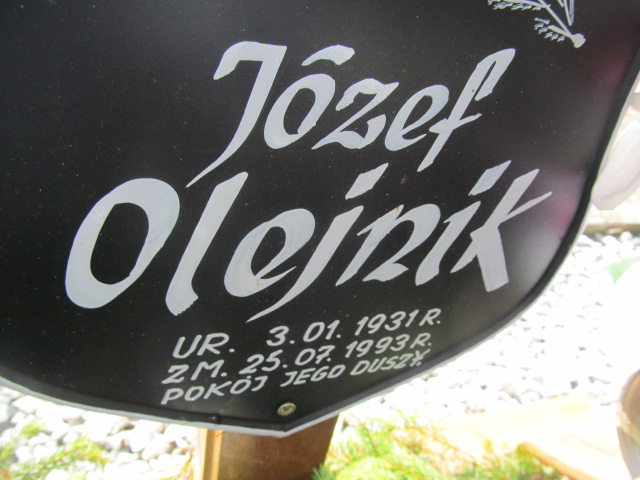 Józef
Olejnik
UR. 3.01.1931 R.
ZM. 25.07.1993 R.
POKÓJ JEGO DUSZY.